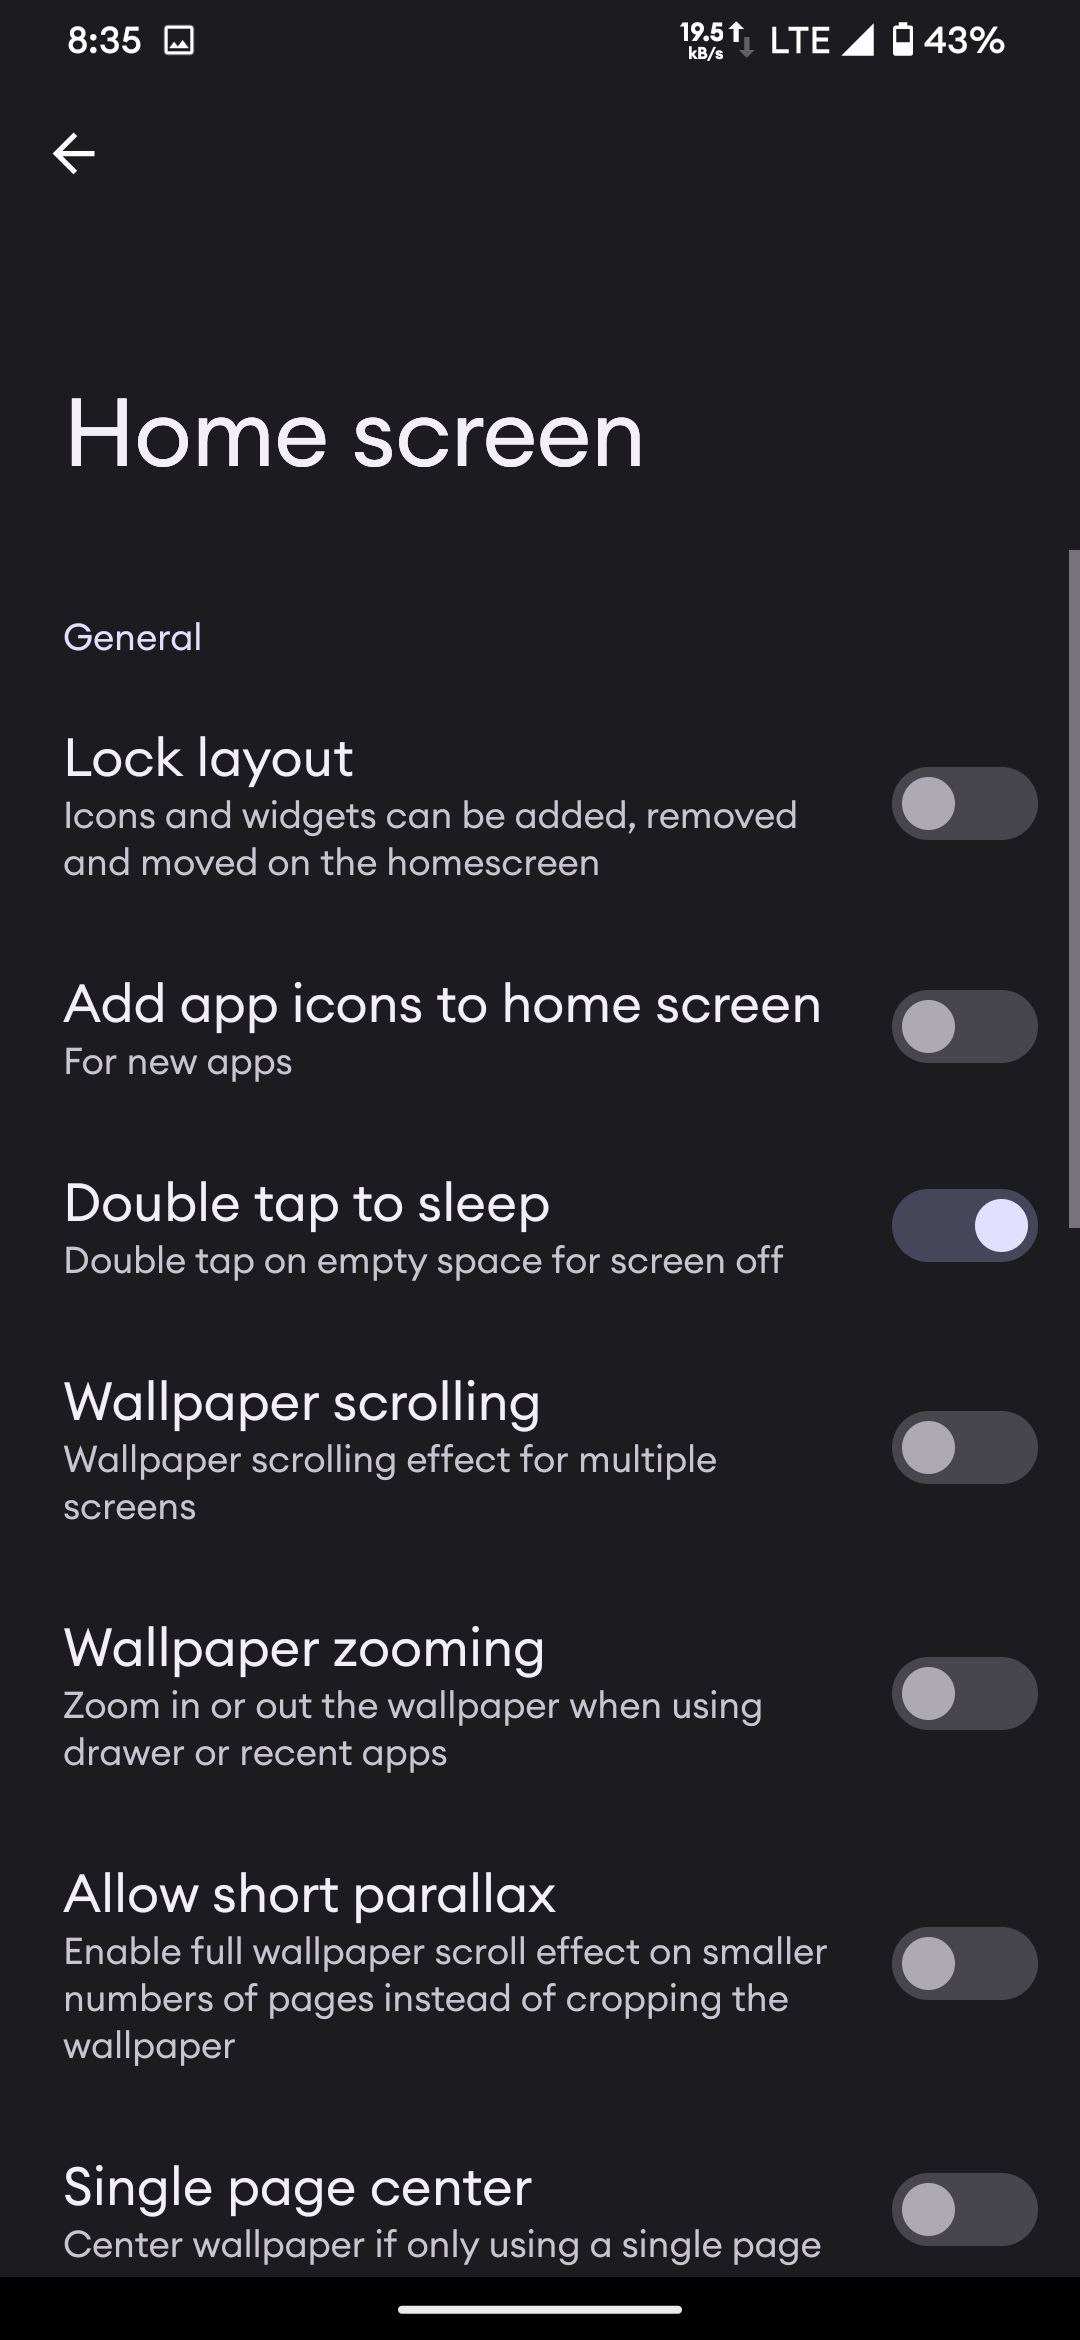 8:35 19.5 kB/s LTE 43%
Home screen
General
Lock layout
Icons and widgets can be added, removed
and moved on the homescreen
Add app icons to home screen
For new apps
Double tap to sleep
Double tap on empty space for screen off
Wallpaper scrolling
Wallpaper scrolling effect for multiple
screens
Wallpaper zooming
Zoom in or out the wallpaper when using
drawer or recent apps
Allow short parallax
Enable full wallpaper scroll effect on smaller
numbers of pages instead of cropping the
wallpaper
Single page center
Center wallpaper if only using a single page